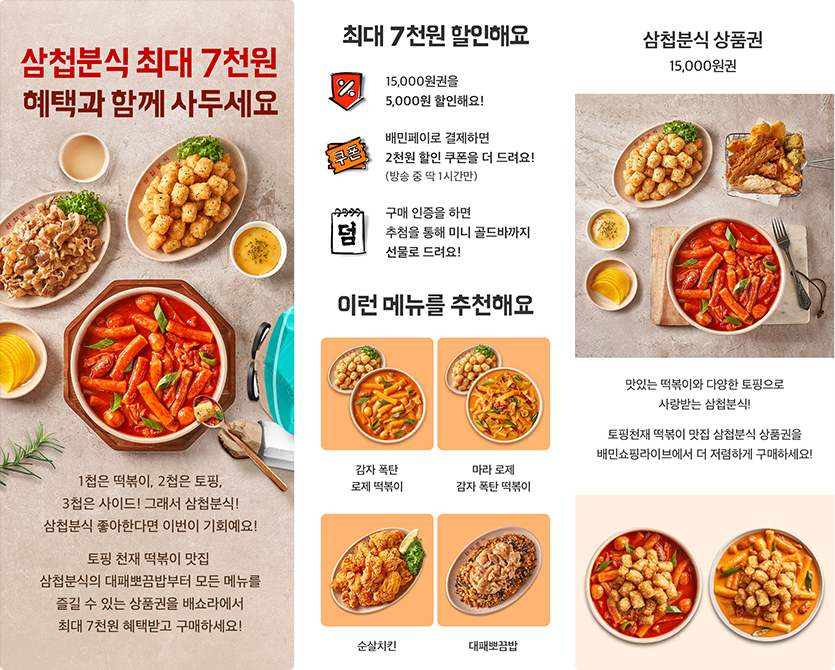 삼첩분식 최대 7천원
혜택과 함께 사두세요
1첩은 떡볶이, 2첩은 토핑,
3첩은 사이드! 그래서 삼첩분식!
삼첩분식 좋아한다면 이번이 기회예요!
토핑 천재 떡볶이 맛집
삼첩분식의 대패뽀끔밥부터 모든 메뉴를
즐길 수 있는 상품권을 배쇼라에서
최대 7천원 혜택받고 구매하세요!
최대 7천원 할인해요
15,000원권을
5,000원 할인해요!
쿠폰
배민페이로 결제하면
2천원 할인 쿠폰을 더 드려요!
(방송 중 딱 1시간만)
덤
구매 인증을 하면
추첨을 통해 미니 골드바까지
선물로 드려요!
이런 메뉴를 추천해요
감자 폭탄
로제 떡볶이
마라 로제
감자 폭탄 떡볶이
순살치킨
대패뽀끔밥
삼첩분식 상품권
15,000원권
맛있는 떡볶이와 다양한 토핑으로
사랑받는 삼첩분식!
토핑천재 떡볶이 맛집 삼첩분식 상품권을
배민쇼핑라이브에서 더 저렴하게 구매하세요!